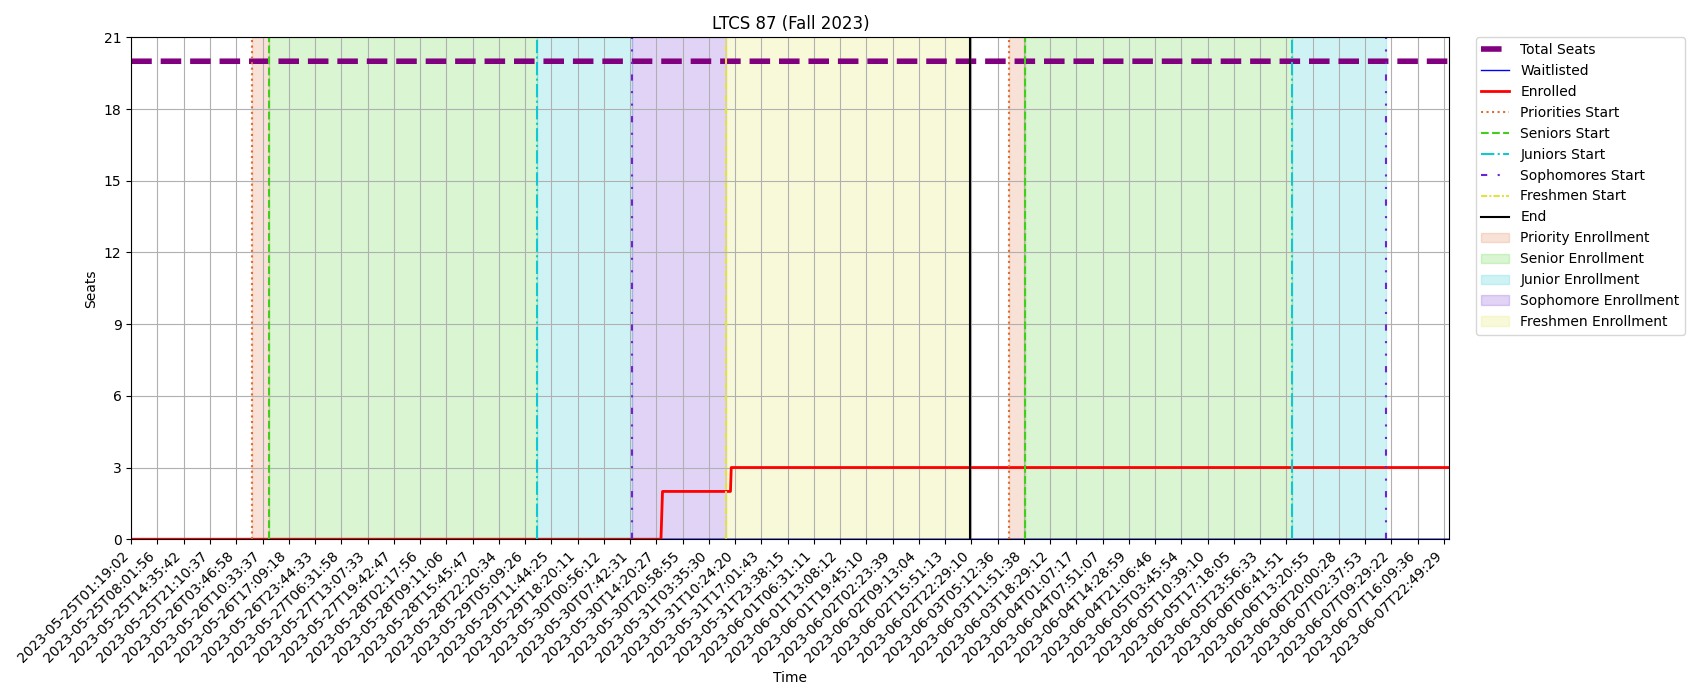 LTCS 87 (Fall 2023)
21
18
15
12
9
6
3
0
Seats
2023-05-25T01:19:02
2023-05-25T08:01:56
2023-05-25T14:35:42
2023-05-25T21:10:37
2023-05-26T03:46:58
2023-05-26T10:33:37
2023-05-26T17:09:18
2023-05-26T23:44:33
2023-05-27T06:31:58
2023-05-27T13:07:33
2023-05-27T19:42:47
2023-05-28T02:17:56
2023-05-28T09:11:06
2023-05-28T15:45:47
2023-05-28T22:20:34
2023-05-29T05:09:26
2023-05-29T11:44:25
2023-05-29T18:20:11
2023-05-30T00:56:12
2023-05-30T07:42:31
2023-05-30T14:20:27
2023-05-30T20:58:55
2023-05-31T03:35:30
2023-05-31T10:24:20
2023-05-31T17:01:43
2023-05-31T23:38:15
2023-06-01T06:31:11
2023-06-01T13:08:12
2023-06-01T19:45:10
2023-06-02T02:23:39
2023-06-02T09:13:04
2023-06-02T15:51:13
2023-06-02T22:29:10
2023-06-03T05:12:36
2023-06-03T11:51:38
2023-06-03T18:29:12
2023-06-04T01:07:17
2023-06-04T07:51:07
2023-06-04T14:28:59
2023-06-04T21:06:46
2023-06-05T03:45:54
2023-06-05T10:39:10
2023-06-05T17:18:05
2023-06-05T23:56:33
2023-06-06T06:41:51
2023-06-06T13:20:55
2023-06-06T20:00:28
2023-06-07T02:37:53
2023-06-07T09:29:22
2023-06-07T16:09:36
2023-06-07T22:49:29
Time
Total Seats
Waitlisted
Enrolled
Priorities Start
Seniors Start
Juniors Start
Sophomores Start
Freshmen Start
End
Priority Enrollment
Senior Enrollment
Junior Enrollment
Sophomore Enrollment
Freshmen Enrollment